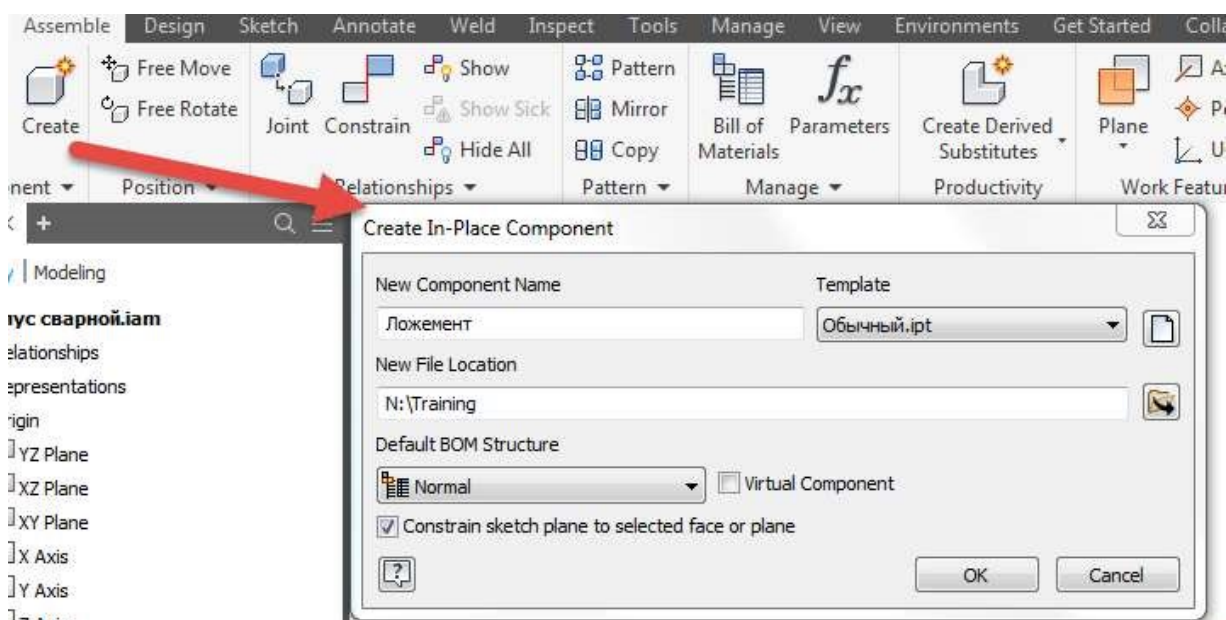 Assemble Design Sketch Annotate Weld Inspect Tools Manage View Environments Get Started
Free Move Show Pattern
Free Rotate Show Sick Mirror
Create Joint Constrain Hide All Copy Bill of Materials fx Parameters Create Derived Substitutes Plane
Position Relationships Pattern Manage Productivity
+
Create In-Place Component
Modeling
New Component Name Template
сварной.iam
Ложемент Обычный.ipt
New File Location
N:\Training
YZ Plane
Default BOM Structure
XZ Plane
Normal Virtual Component
XY Plane
Constrain sketch plane to selected face or plane
X Axis
OK Cancel
Y Axis